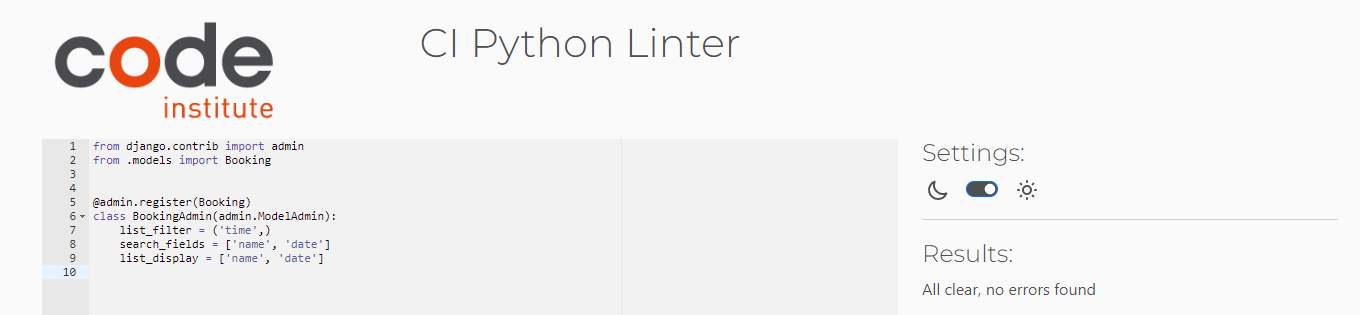 code
institute
CI Python Linter
1 from django.contrib import admin
2 from .models import Booking
3
4
5 @admin.register(Booking)
6 class BookingAdmin(admin.ModelAdmin):
7     list_filter = ('time',)
8     search_fields = ['name', 'date']
9     list_display = ['name', 'date']
10
Settings:
Results:
All clear, no errors found